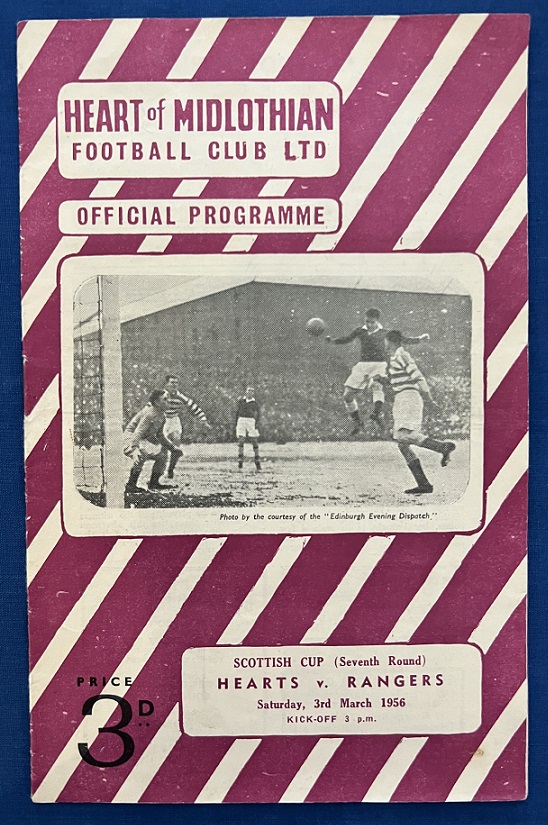 HEART of MIDLOTHIAN
FOOTBALL CLUB LTD
OFFICIAL PROGRAMME
Photo by the courtesy of the "Edinburgh Evening Dispatch."
SCOTTISH CUP (Seventh Round)
HEARTS v. RANGERS
Saturday, 3rd March 1956
KICK-OFF 3 p.m.
PRICE
3D